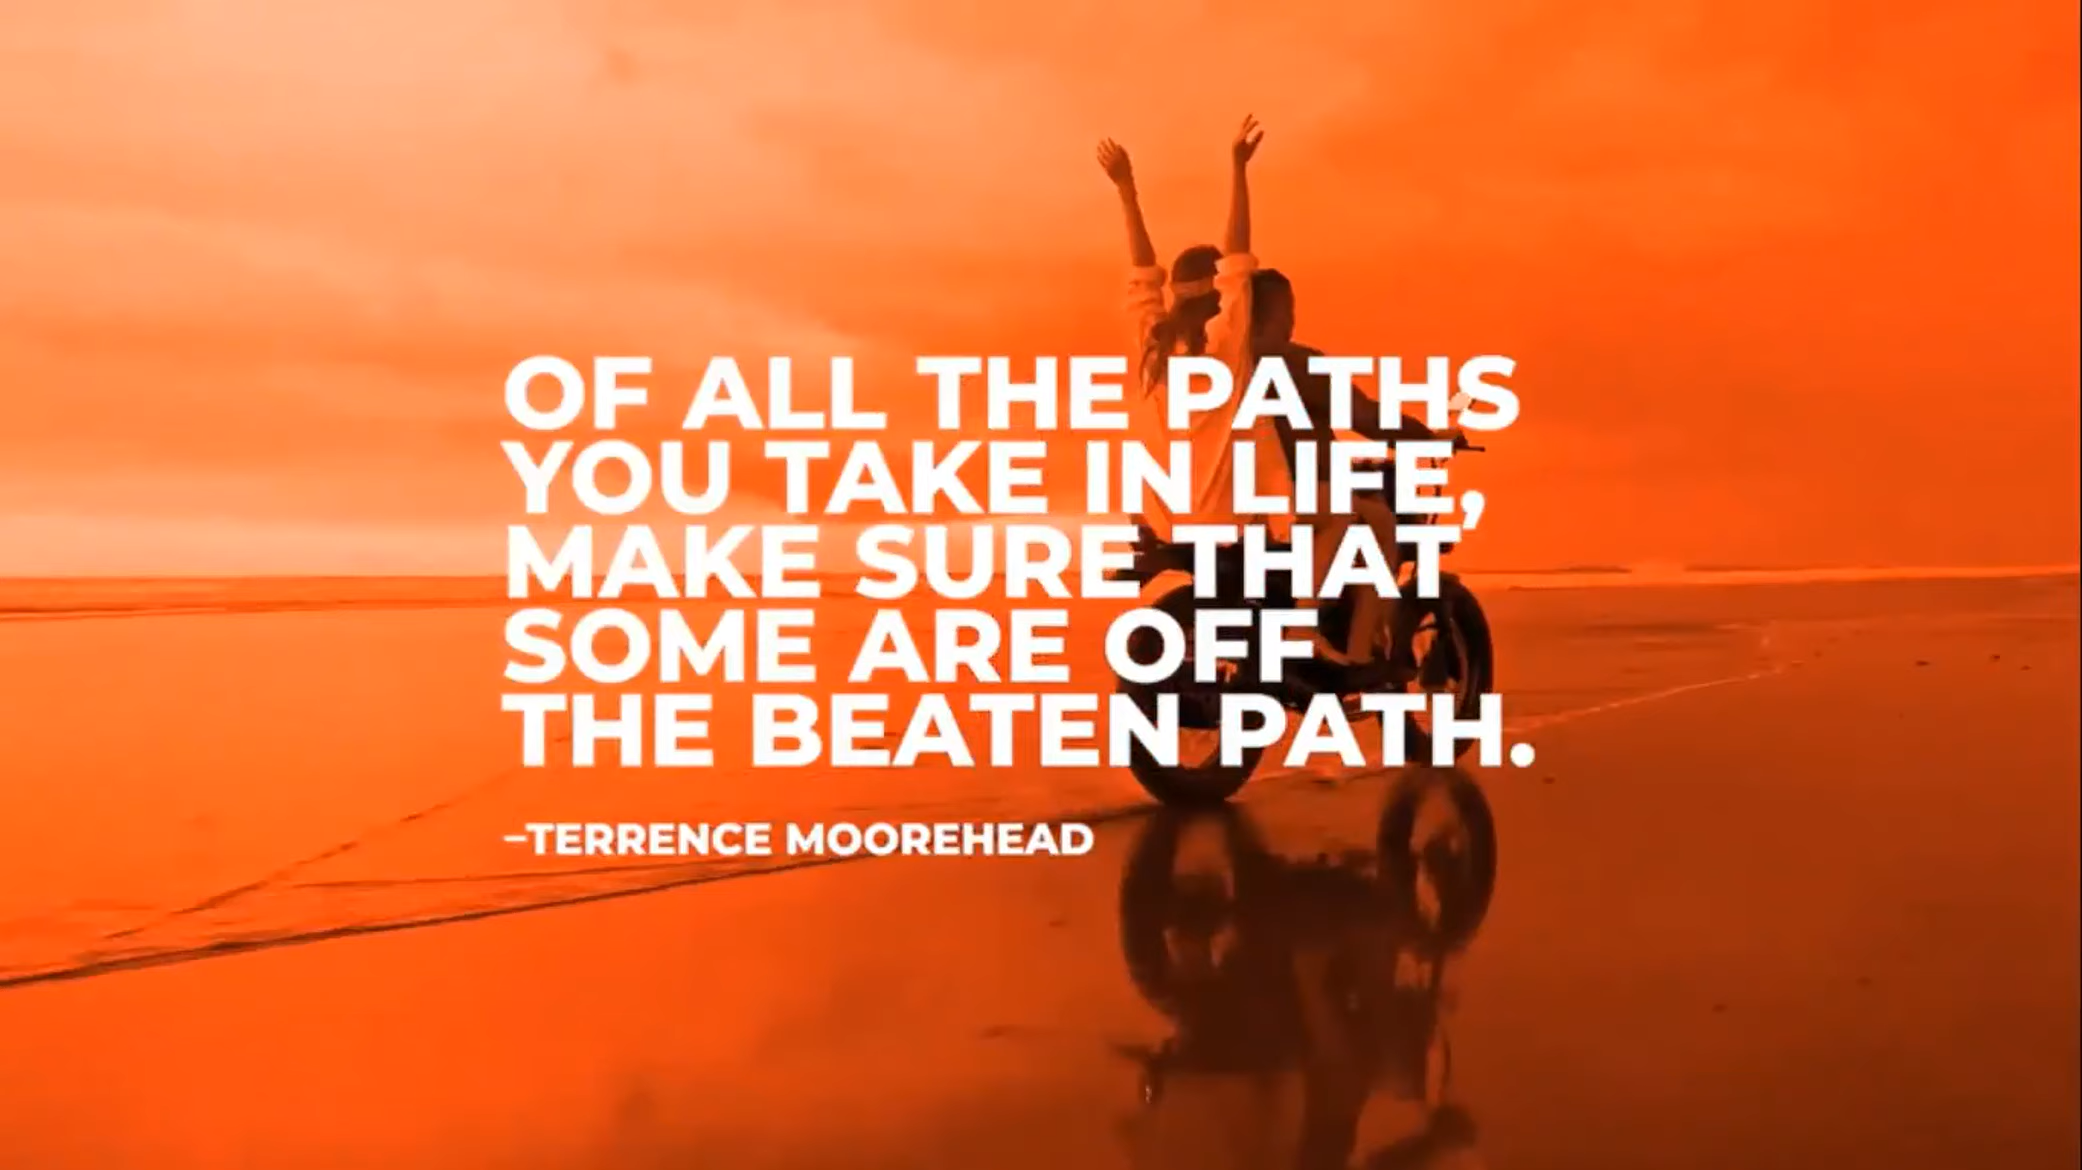 OF ALL THE PATHS
YOU TAKE IN LIFE,
MAKE SURE THAT
SOME ARE OFF
THE BEATEN PATH.
–TERRENCE MOOREHEAD